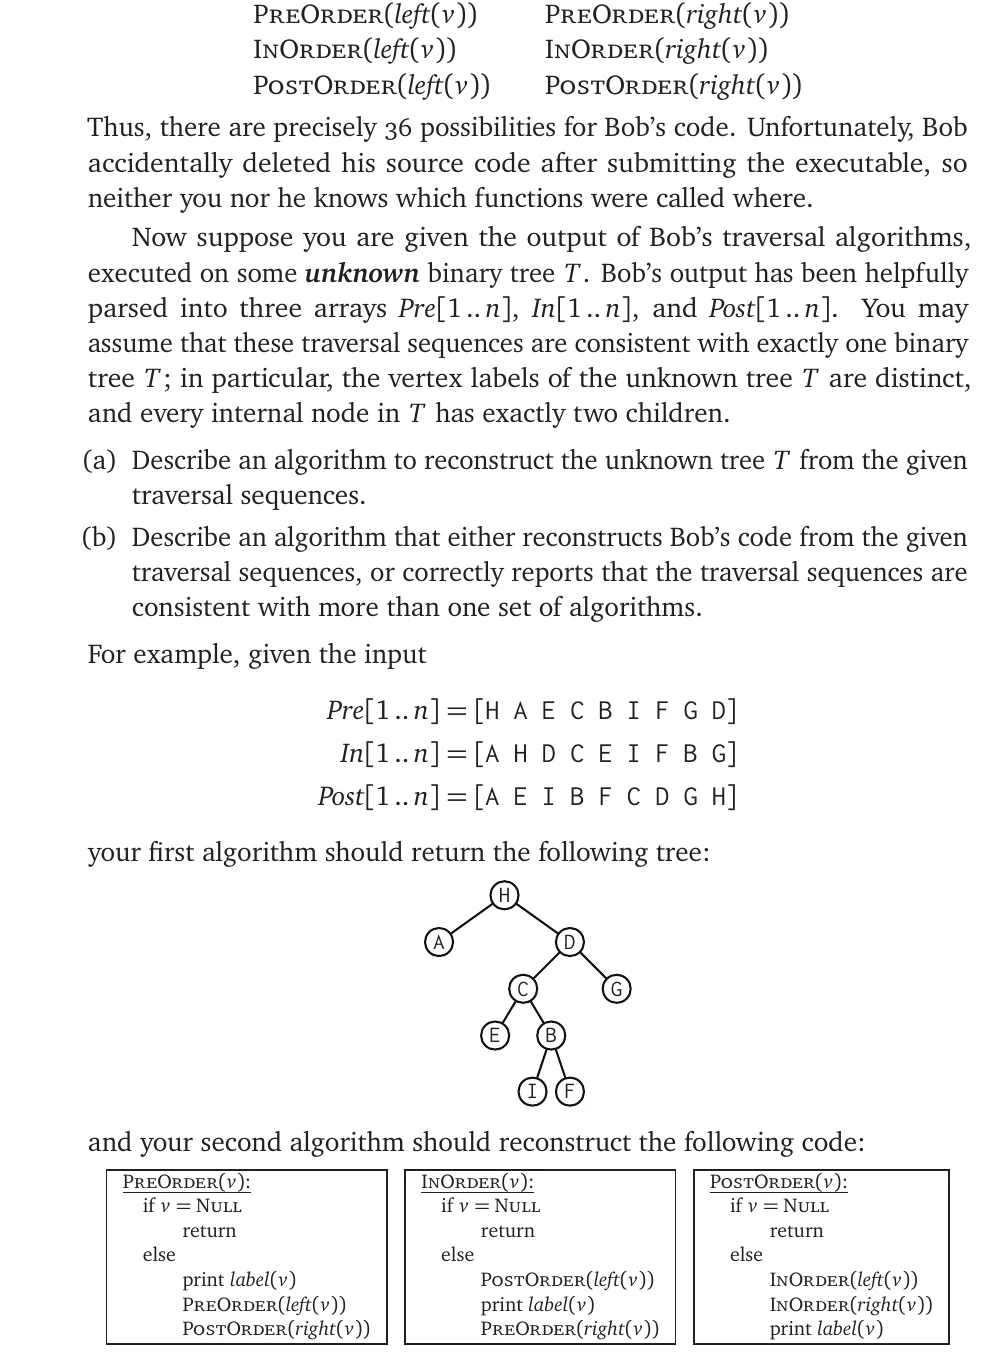 PreOrder(left(v)) PreOrder(right(v))
InOrder(left(v)) InOrder(right(v))
PostOrder(left(v)) PostOrder(right(v))
Thus, there are precisely 36 possibilities for Bob's code. Unfortunately, Bob
accidentally deleted his source code after submitting the executable, so
neither you nor he knows which functions were called where.
Now suppose you are given the output of Bob's traversal algorithms,
executed on some unknown binary tree T. Bob's output has been helpfully
parsed into three arrays Pre[1 .. n], In[1 .. n], and Post[1 .. n]. You may
assume that these traversal sequences are consistent with exactly one binary
tree T; in particular, the vertex labels of the unknown tree T are distinct,
and every internal node in T has exactly two children.
(a) Describe an algorithm to reconstruct the unknown tree T from the given
traversal sequences.
(b) Describe an algorithm that either reconstructs Bob's code from the given
traversal sequences, or correctly reports that the traversal sequences are
consistent with more than one set of algorithms.
For example, given the input
Pre[1 .. n] = [H A E C B I F G D]
In[1 .. n] = [A H D C E I F B G]
Post[1 .. n] = [A E I B F C D G H]
your first algorithm should return the following tree:
H
A D
C G
E B
I F
and your second algorithm should reconstruct the following code:
PreOrder(v):
if v = Null
return
else
print label(v)
PreOrder(left(v))
PostOrder(right(v))
InOrder(v):
if v = Null
return
else
PostOrder(left(v))
print label(v)
PreOrder(right(v))
PostOrder(v):
if v = Null
return
else
InOrder(left(v))
InOrder(right(v))
print label(v)